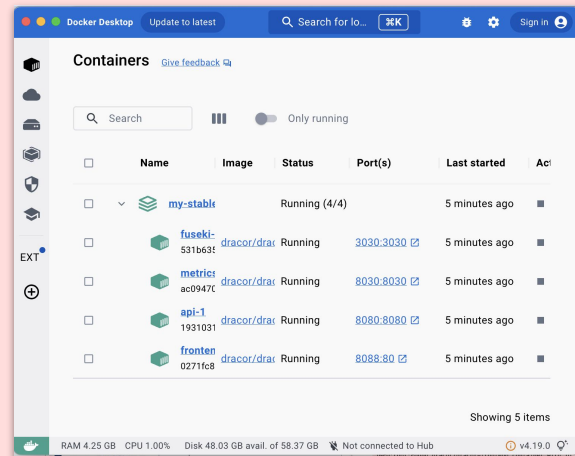 Docker Desktop Update to latest Search for lo... ⌘K Sign in
Containers Give feedback
Search Only running
Name Image Status Port(s) Last started
my-stable Running (4/4) 5 minutes ago
fuseki- dracor/drac Running 3030:3030 5 minutes ago
531b635
metrics dracor/drac Running 8030:8030 5 minutes ago
ac09470
EXT
api-1 dracor/drac Running 8080:8080 5 minutes ago
1931031
fronten dracor/drac Running 8088:80 5 minutes ago
0271fc8
Showing 5 items
RAM 4.25 GB CPU 1.00% Disk 48.03 GB avail. of 58.37 GB Not connected to Hub v4.19.0